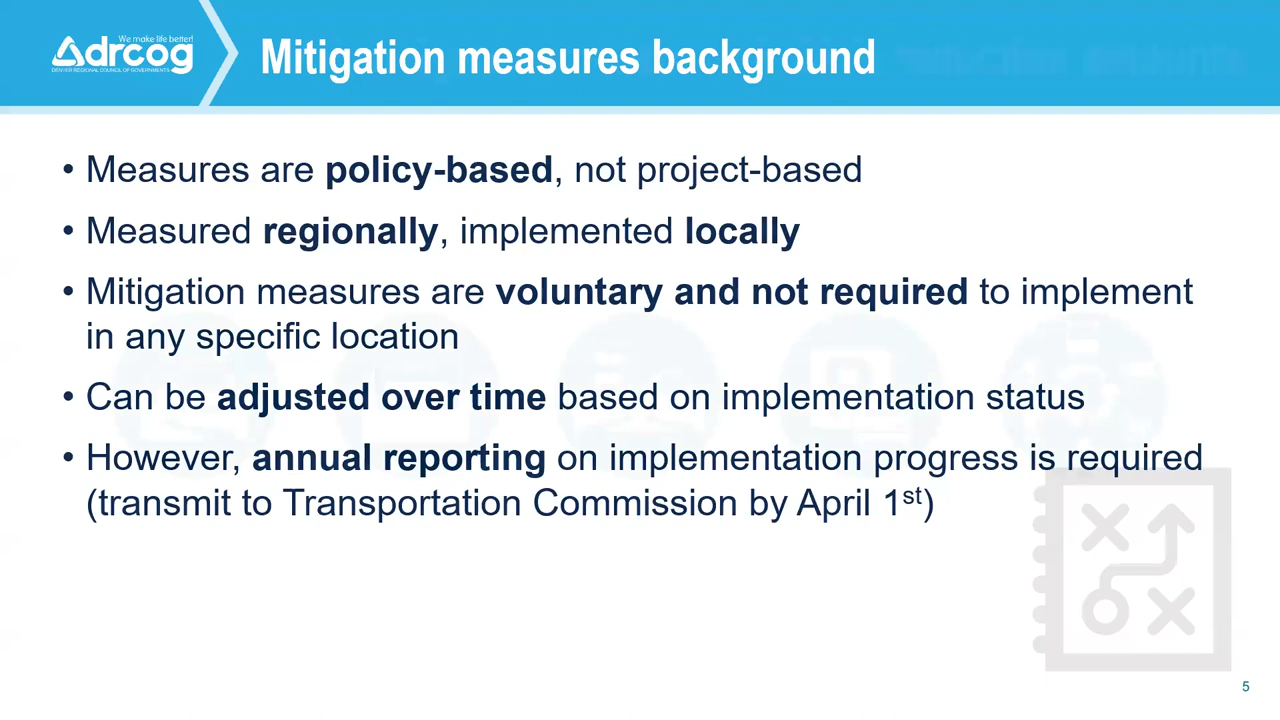 We make life better!
drcog
DENVER REGIONAL COUNCIL OF GOVERNMENTS
Mitigation measures background
• Measures are policy-based, not project-based
• Measured regionally, implemented locally
• Mitigation measures are voluntary and not required to implement
in any specific location
• Can be adjusted over time based on implementation status
• However, annual reporting on implementation progress is required
(transmit to Transportation Commission by April 1st)
5